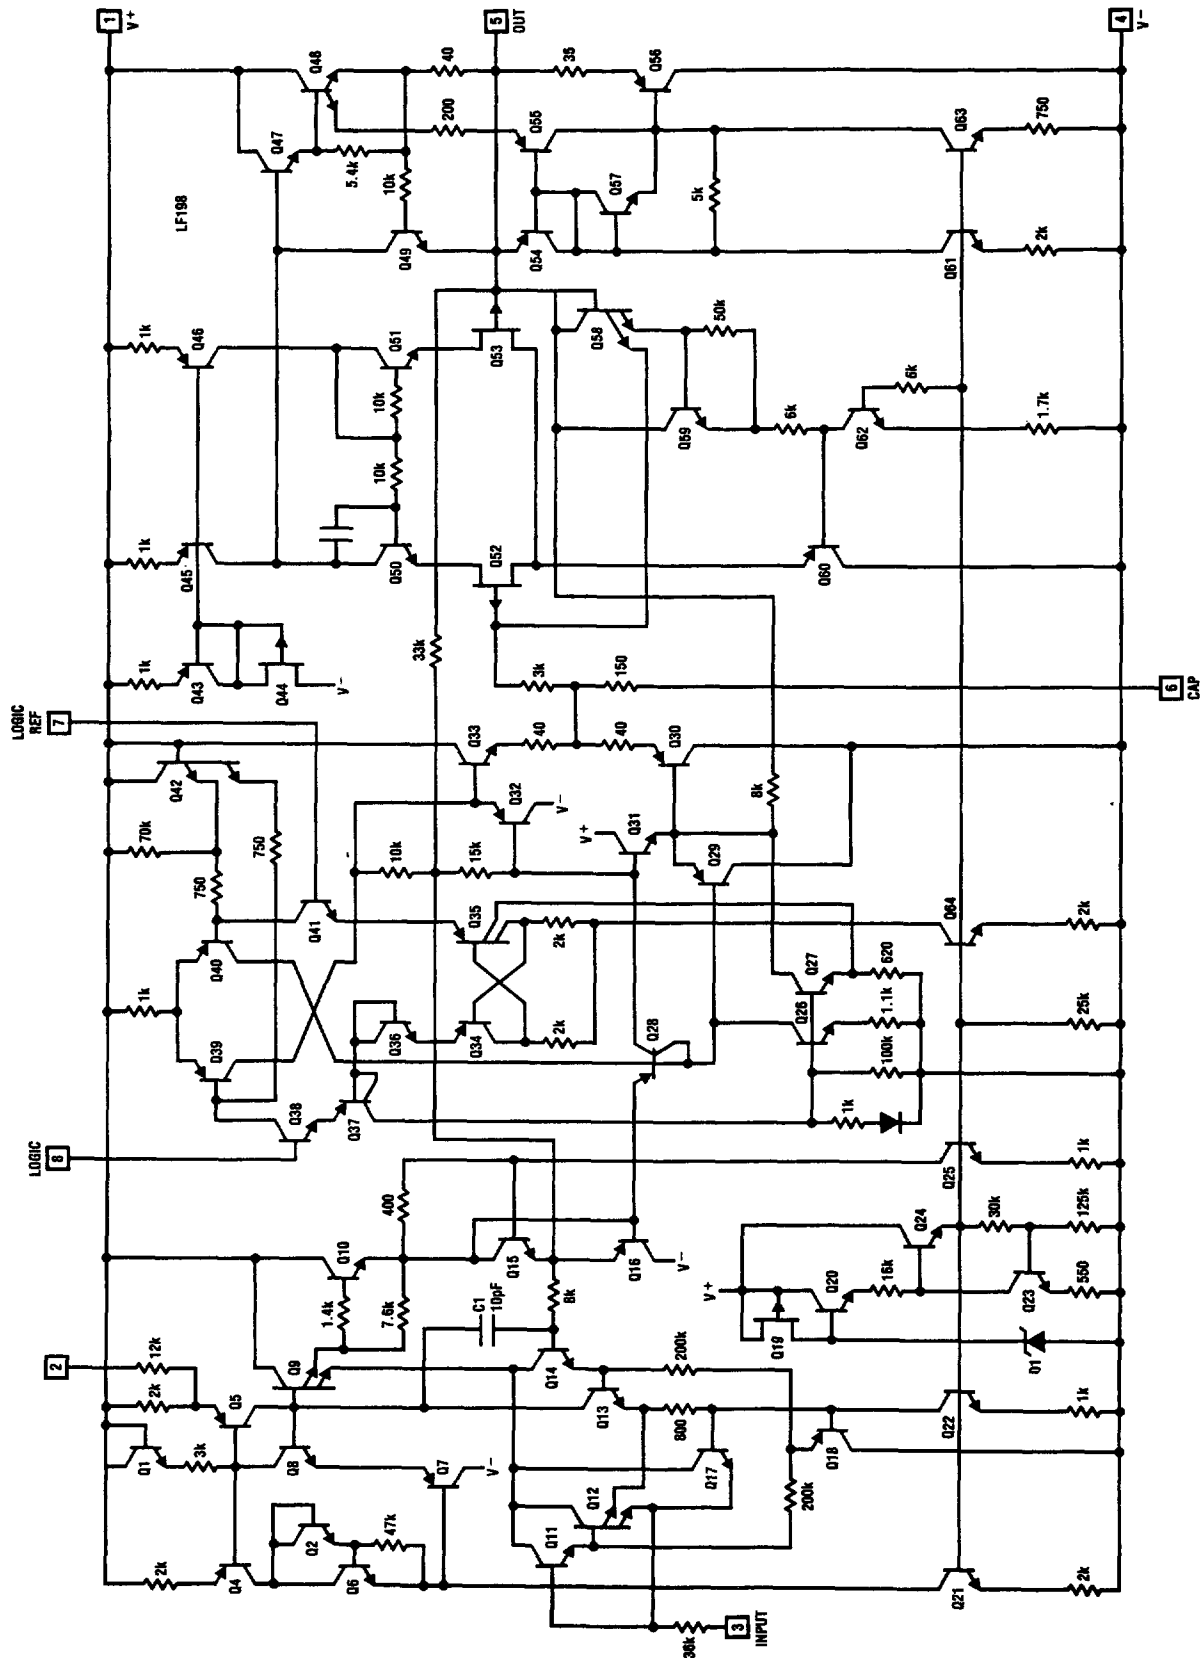 1
V+
5
OUT
4
V-
Q48
40
35
Q56
Q47
200
Q55
Q63
750
5.4k
LF198
10k
Q57
5k
Q49
Q54
Q61
2k
1k
Q46
Q51
Q53
Q58
50k
6k
10k
Q59
6k
Q62
1.7k
10k
1k
Q45
Q50
Q52
Q60
1k
Q43
Q44
V-
33k
3k
150
6
CAP
LOGIC
REF
7
Q42
Q33
40
40
Q30
70k
750
Q32
V-
V+
Q31
8k
750
10k
15k
Q29
Q41
Q35
2k
Q64
2k
Q40
Q27
620
1k
Q36
Q26
1.1k
Q39
Q34
2k
Q28
100k
25k
Q38
Q37
1k
LOGIC
8
400
Q25
1k
Q10
Q15
Q16
V-
Q24
30k
125k
1.4k
7.6k
C1
10pF
8k
V+
Q20
16k
Q23
550
2
12k
Q9
Q14
200k
Q19
D1
2k
Q5
Q13
800
Q22
1k
Q1
3k
Q8
Q7
V-
Q17
Q18
Q12
200k
Q2
47k
2k
Q4
Q6
Q11
Q21
2k
36k
3
INPUT